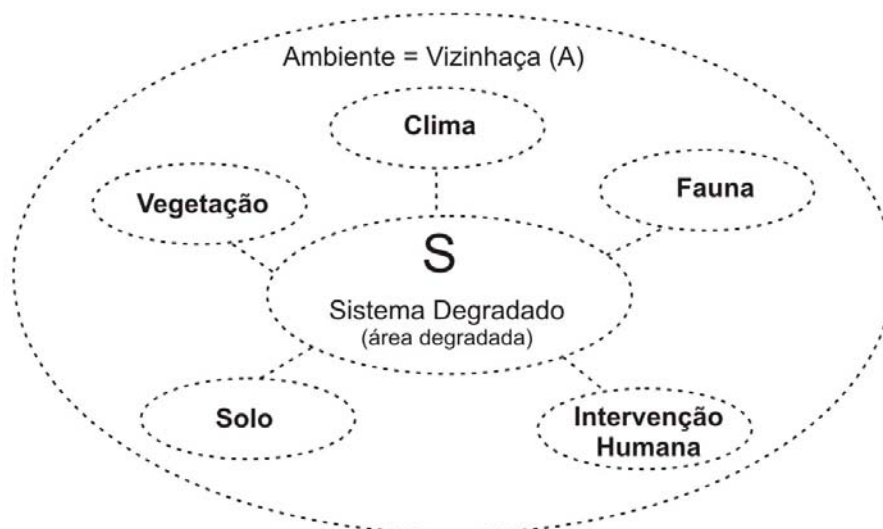 Ambiente = Vizinhaça (A)
Clima
Vegetação
Fauna
S
Sistema Degradado
(área degradada)
Solo
Intervenção
Humana